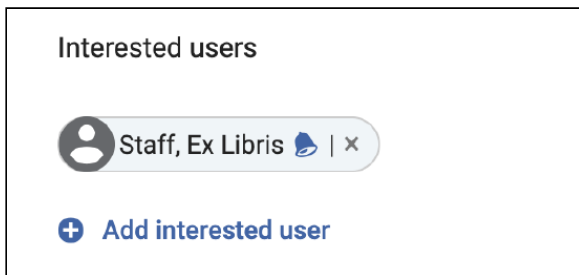 Interested users
Staff, Ex Libris | ×
Add interested user